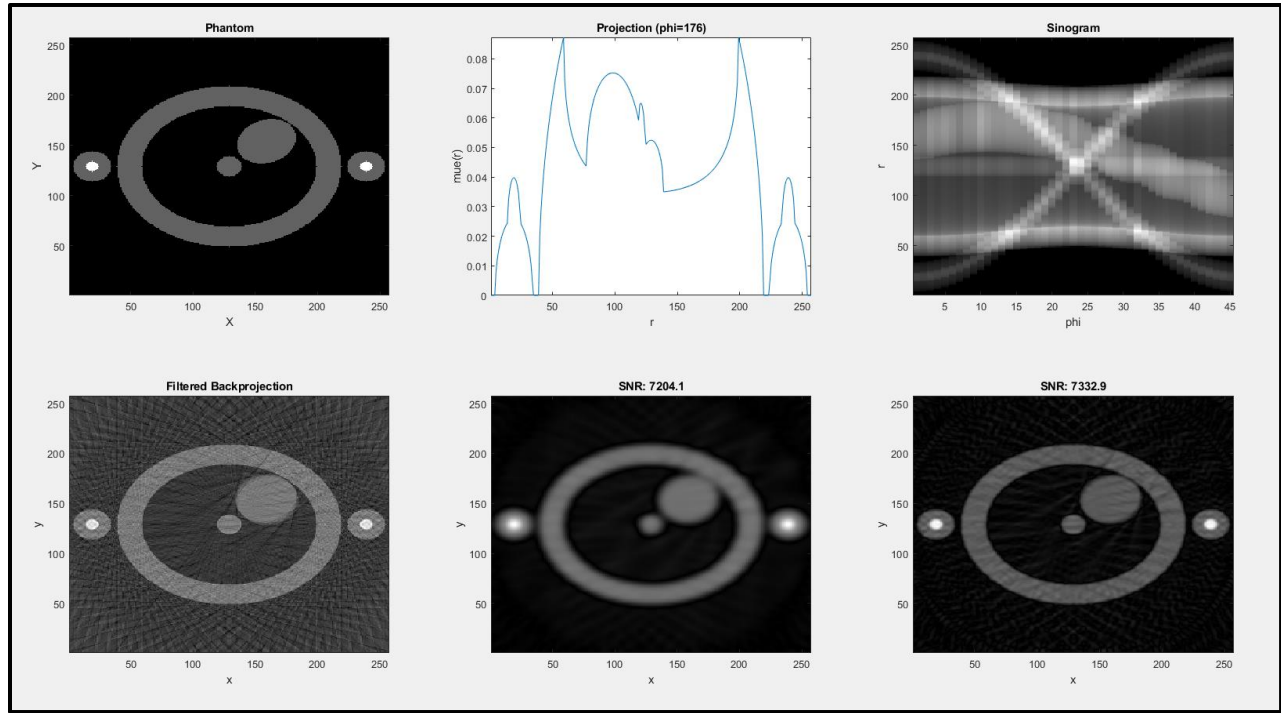 Phantom
250
200
150
100
50
Y
50 100 150 200 250
X
Projection (phi=176)
0.08
0.07
0.06
0.05
0.04
0.03
0.02
0.01
0
mue(r)
50 100 150 200 250
r
Sinogram
250
200
150
100
50
r
5 10 15 20 25 30 35 40 45
phi
Filtered Backprojection
250
200
150
100
50
y
50 100 150 200 250
x
SNR: 7204.1
250
200
150
100
50
y
50 100 150 200 250
x
SNR: 7332.9
250
200
150
100
50
y
50 100 150 200 250
x